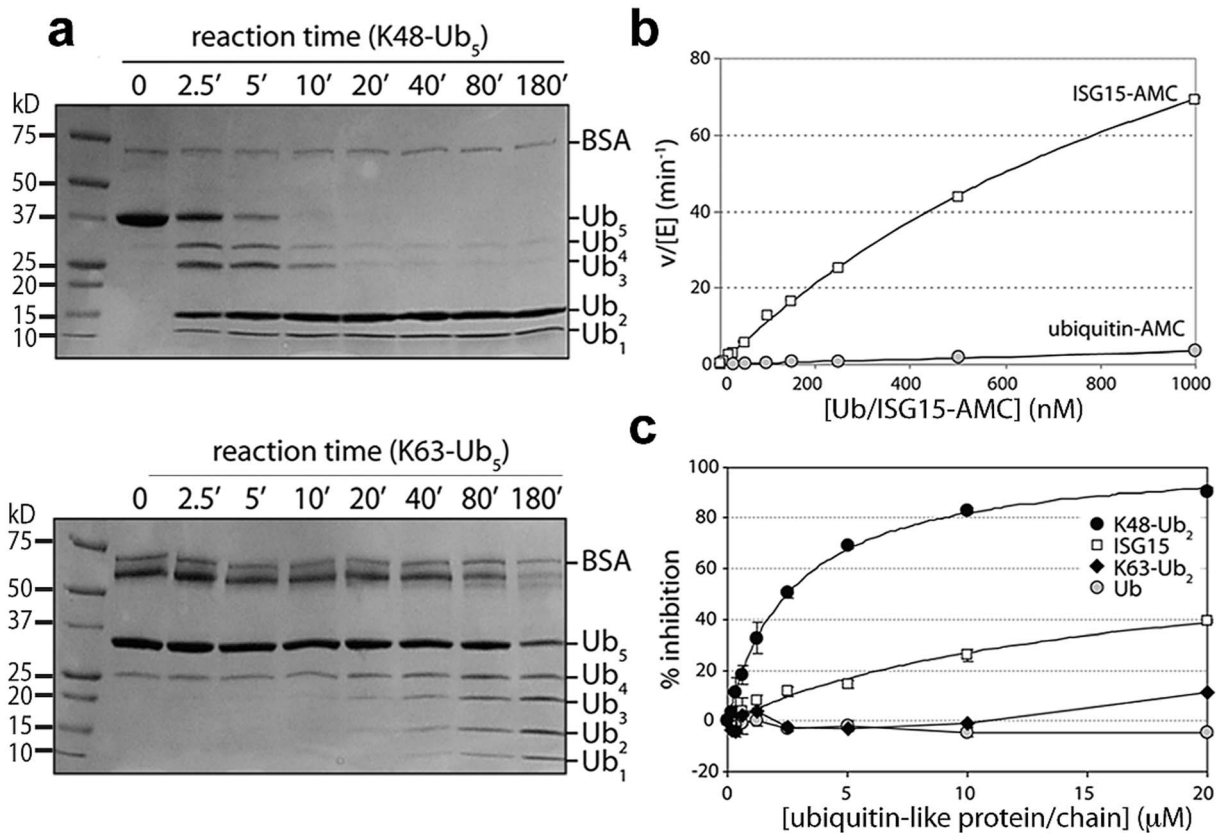 a
reaction time (K48-Ub5)
0 2.5′ 5′ 10′ 20′ 40′ 80′ 180′
kD
75
50
37
25
20
15
10
BSA
Ub5
Ub4
Ub3
Ub2
Ub1
reaction time (K63-Ub5)
0 2.5′ 5′ 10′ 20′ 40′ 80′ 180′
kD
75
50
37
25
20
15
10
BSA
Ub5
Ub4
Ub3
Ub2
Ub1
b
80
60
40
20
0
v/[E] (min⁻¹)
ISG15-AMC
ubiquitin-AMC
0 200 400 600 800 1000
[Ub/ISG15-AMC] (nM)
c
100
80
60
40
20
0
-20
% inhibition
K48-Ub2
ISG15
K63-Ub2
Ub
0 5 10 20
[ubiquitin-like protein/chain] (μM)